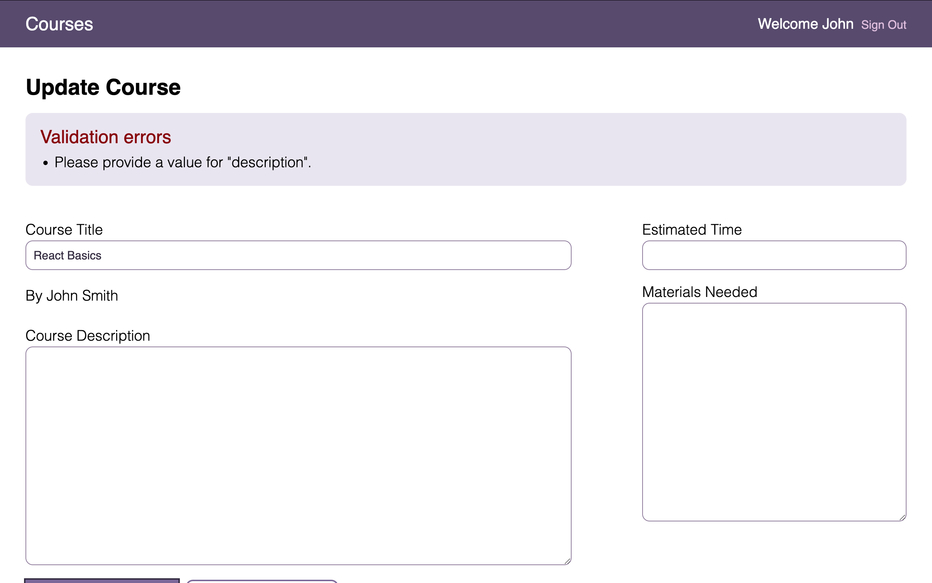 Courses
Welcome John Sign Out
Update Course
Validation errors
• Please provide a value for "description".
Course Title
React Basics
By John Smith
Course Description
Estimated Time
Materials Needed